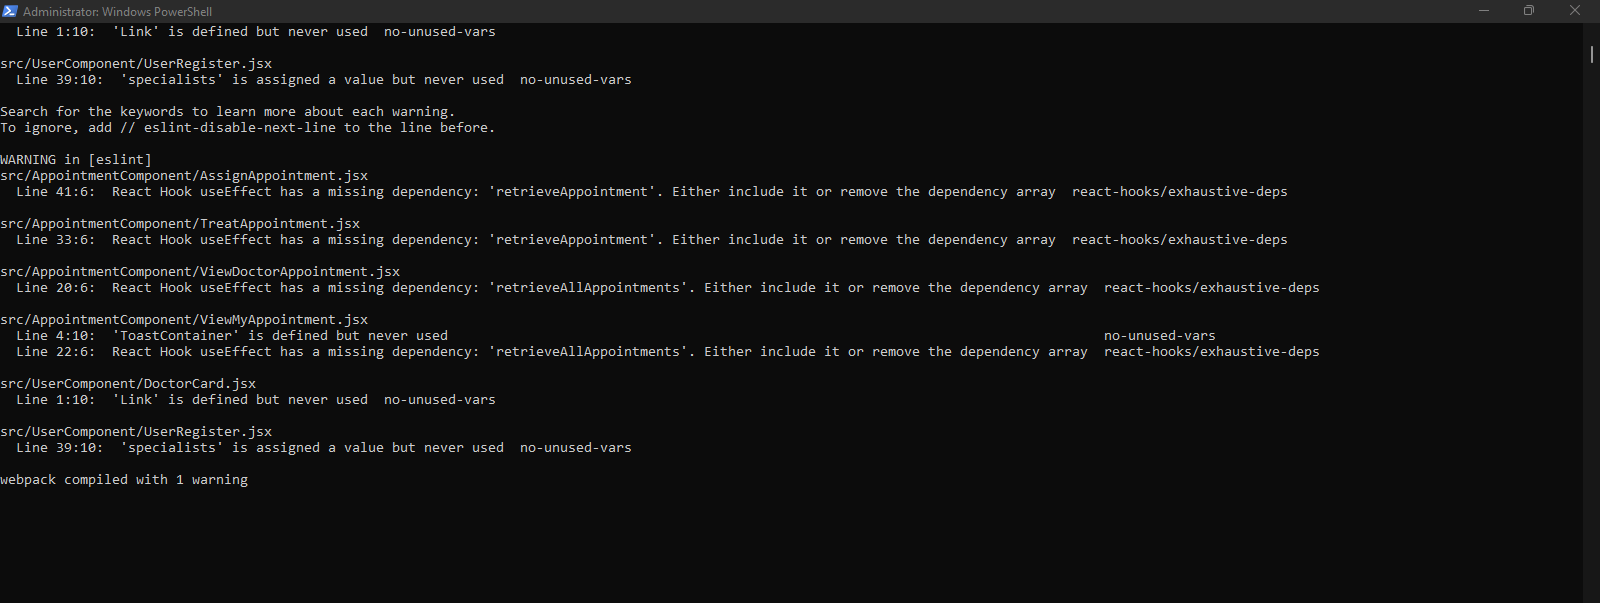 Administrator: Windows PowerShell
Line 1:10: 'Link' is defined but never used no-unused-vars
src/UserComponent/UserRegister.jsx
Line 39:10: 'specialists' is assigned a value but never used no-unused-vars
Search for the keywords to learn more about each warning.
To ignore, add // eslint-disable-next-line to the line before.
WARNING in [eslint]
src/AppointmentComponent/AssignAppointment.jsx
Line 41:6: React Hook useEffect has a missing dependency: 'retrieveAppointment'. Either include it or remove the dependency array react-hooks/exhaustive-deps
src/AppointmentComponent/TreatAppointment.jsx
Line 33:6: React Hook useEffect has a missing dependency: 'retrieveAppointment'. Either include it or remove the dependency array react-hooks/exhaustive-deps
src/AppointmentComponent/ViewDoctorAppointment.jsx
Line 20:6: React Hook useEffect has a missing dependency: 'retrieveAllAppointments'. Either include it or remove the dependency array react-hooks/exhaustive-deps
src/AppointmentComponent/ViewMyAppointment.jsx
Line 4:10: 'ToastContainer' is defined but never used no-unused-vars
Line 22:6: React Hook useEffect has a missing dependency: 'retrieveAllAppointments'. Either include it or remove the dependency array react-hooks/exhaustive-deps
src/UserComponent/DoctorCard.jsx
Line 1:10: 'Link' is defined but never used no-unused-vars
src/UserComponent/UserRegister.jsx
Line 39:10: 'specialists' is assigned a value but never used no-unused-vars
webpack compiled with 1 warning